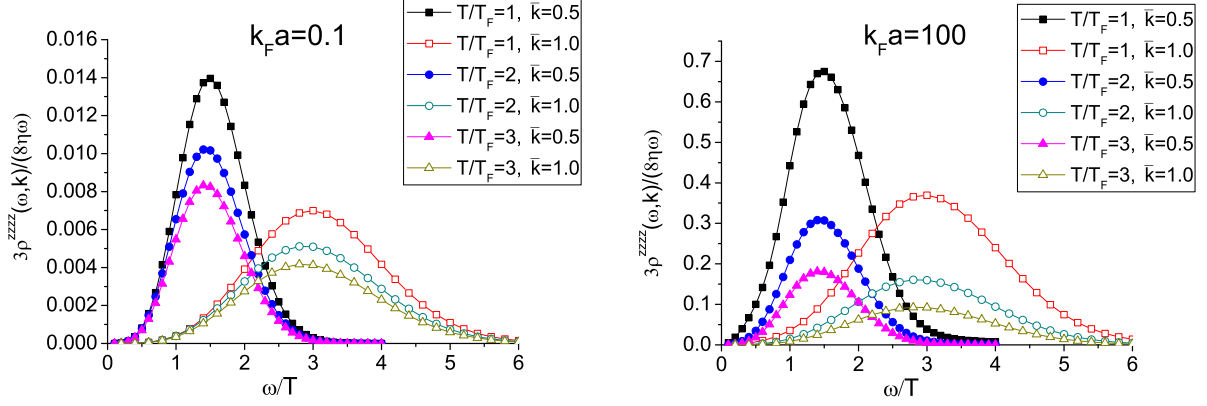 k_F a=0.1
T/T_F=1, k̄=0.5
T/T_F=1, k̄=1.0
T/T_F=2, k̄=0.5
T/T_F=2, k̄=1.0
T/T_F=3, k̄=0.5
T/T_F=3, k̄=1.0
3ρ^zzzz(ω,k)/(8ηω)
0.016
0.014
0.012
0.010
0.008
0.006
0.004
0.002
0.000
0 1 2 3 4 5 6
ω/T
k_F a=100
T/T_F=1, k̄=0.5
T/T_F=1, k̄=1.0
T/T_F=2, k̄=0.5
T/T_F=2, k̄=1.0
T/T_F=3, k̄=0.5
T/T_F=3, k̄=1.0
3ρ^zzzz(ω,k)/(8ηω)
0.7
0.6
0.5
0.4
0.3
0.2
0.1
0.0
0 1 2 3 4 5 6
ω/T